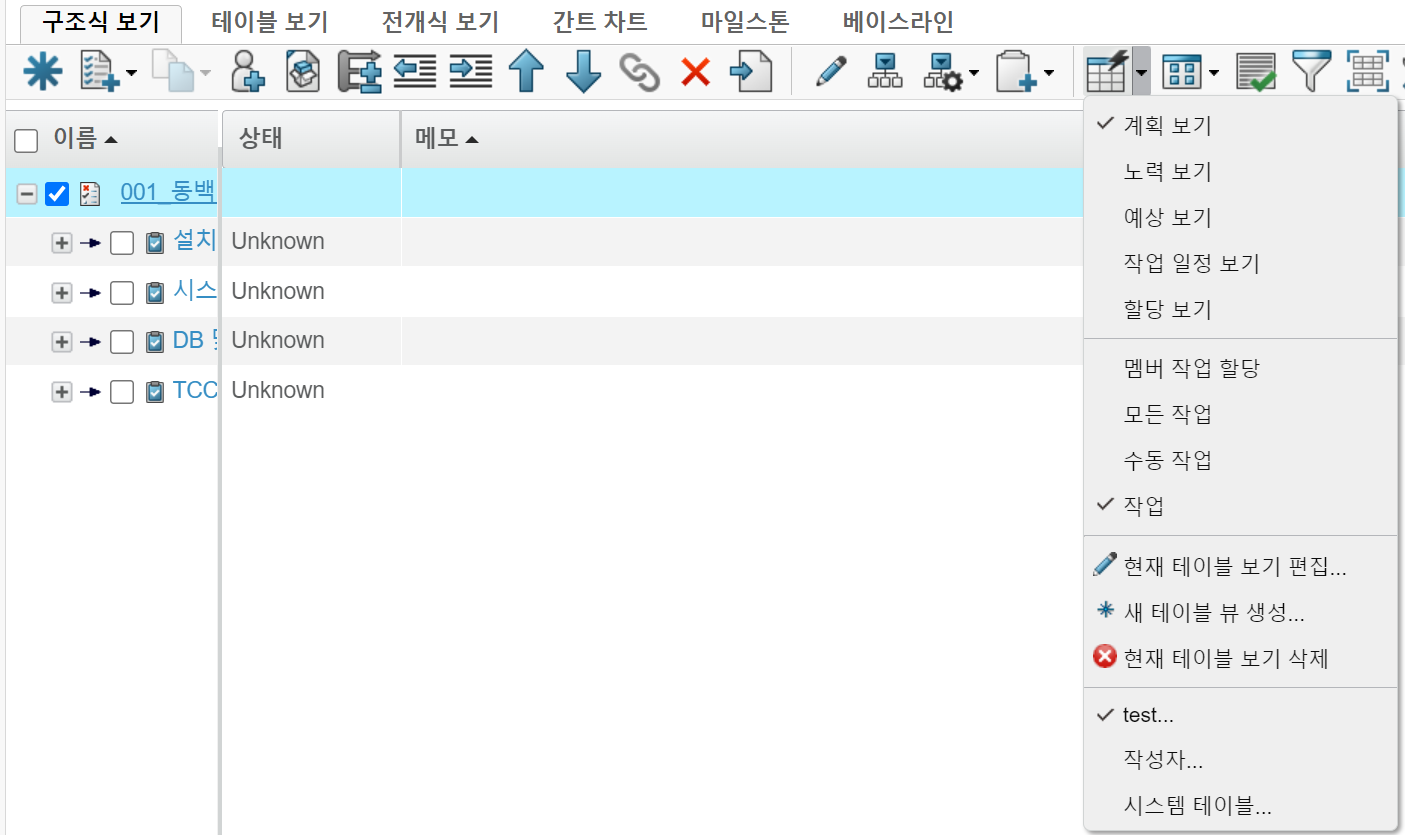 구조식 보기 테이블 보기 전개식 보기 간트 차트 마일스톤 베이스라인
이름 상태 메모
001_동백
설치 Unknown
시스 Unknown
DB Unknown
TCC Unknown
계획 보기
노력 보기
예상 보기
작업 일정 보기
할당 보기
멤버 작업 할당
모든 작업
수동 작업
작업
현재 테이블 보기 편집...
새 테이블 뷰 생성...
현재 테이블 보기 삭제
test...
작성자...
시스템 테이블...